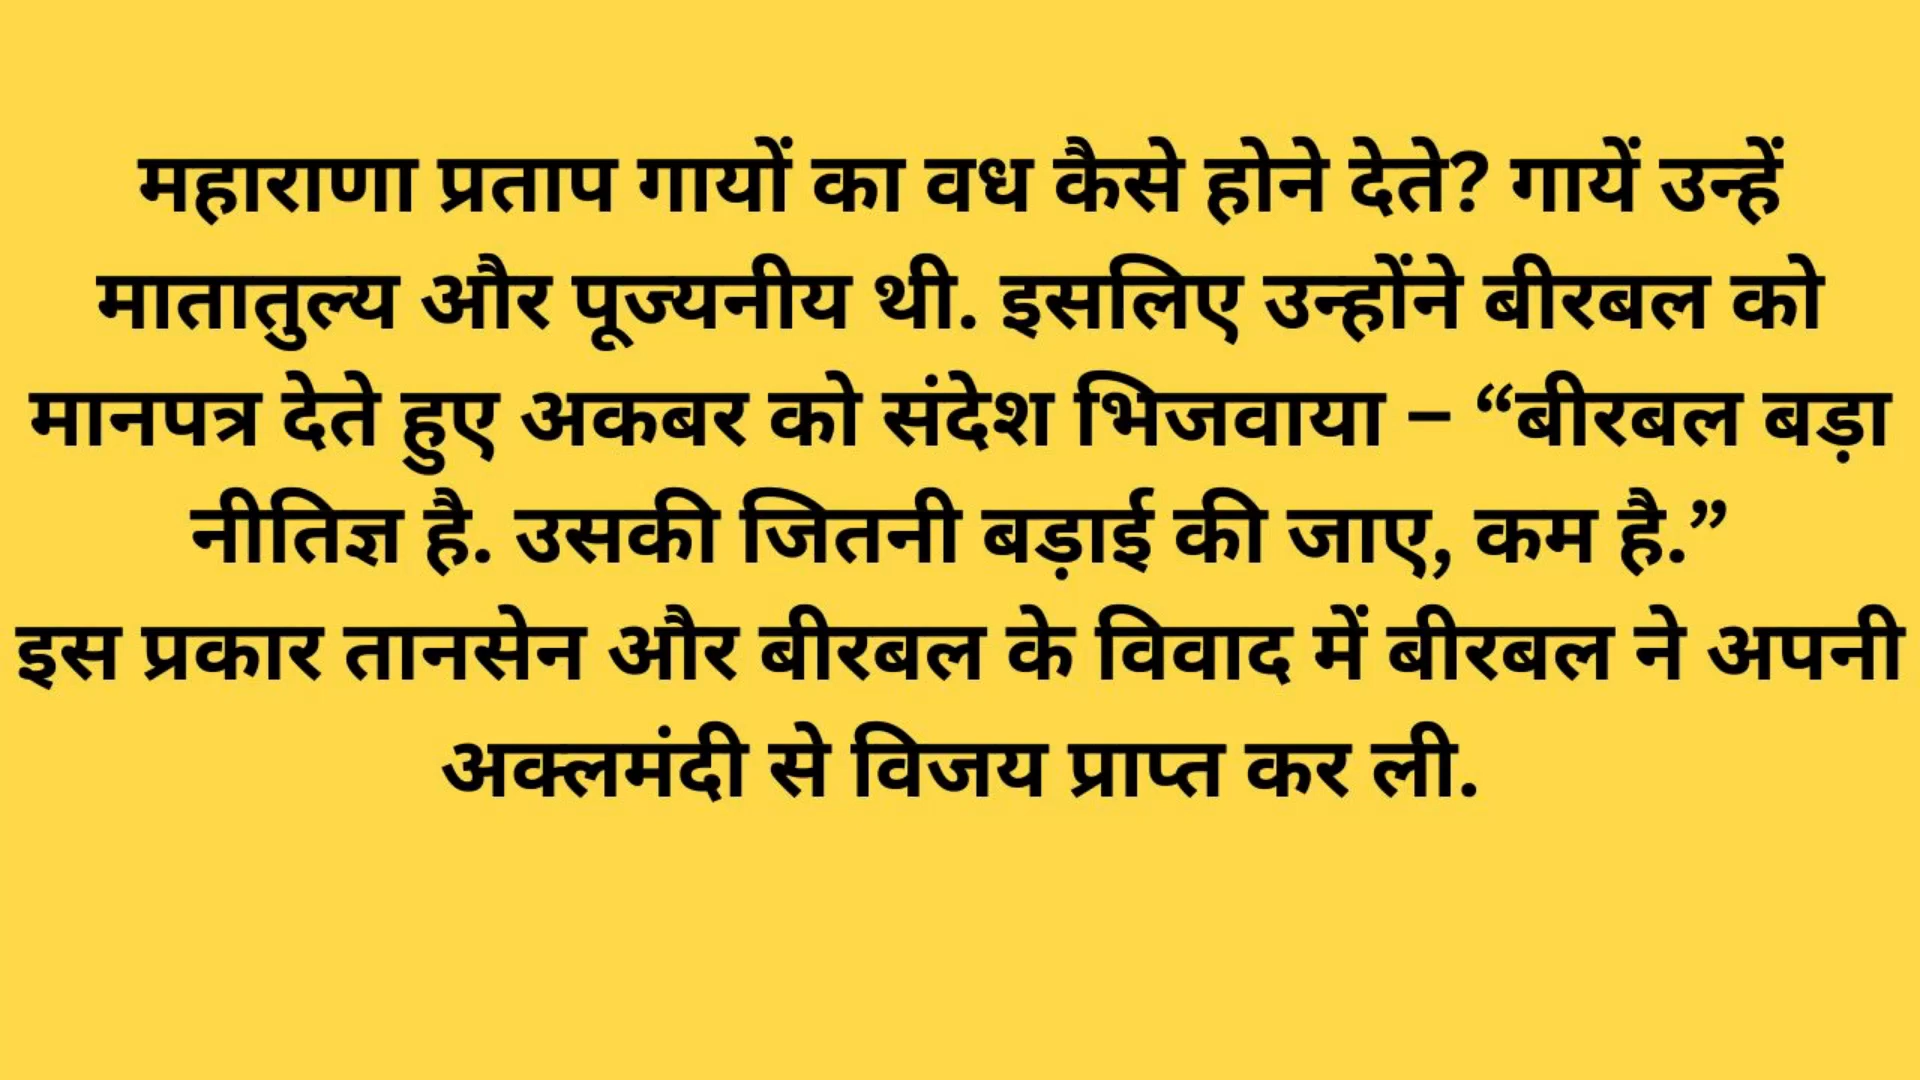 महाराणा प्रताप गायों का वध कैसे होने देते? गायें उन्हें
मातातुल्य और पूज्यनीय थी. इसलिए उन्होंने बीरबल को
मानपत्र देते हुए अकबर को संदेश भिजवाया – “बीरबल बड़ा
नीतिज्ञ है. उसकी जितनी बड़ाई की जाए, कम है.”
इस प्रकार तानसेन और बीरबल के विवाद में बीरबल ने अपनी
अक्लमंदी से विजय प्राप्त कर ली.